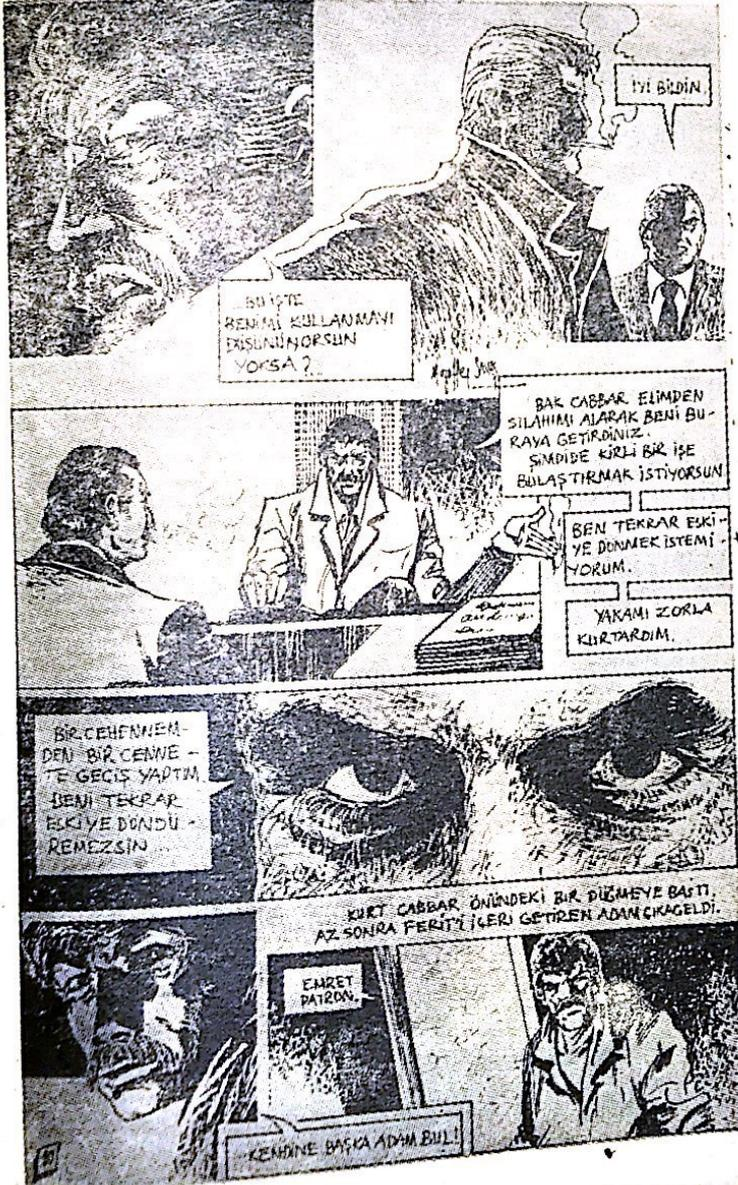 ...BU İŞTE
BENİMİ KULLANMAYI
DÜŞÜNÜYORSUN
YOKSA?..
İYİ BİLDİN.
BAK CABBAR ELİMDEN
SİLAHIMI ALARAK BENİ BU-
RAYA GETİRDİNİZ.
ŞİMDİDE KİRLİ BİR İŞE
BULAŞTIRMAK İSTİYORSUN
BEN TEKRAR ESKİ-
YE DÖNMEK İSTEMİ-
YORUM.
YAKAMI ZORLA
KURTARDIM.
BİR CEHENNEM-
DEN BİR CENNE-
TE GEÇİŞ YAPTIM
BENİ TEKRAR
ESKİYE DÖNDÜ-
REMEZSİN...
KURT CABBAR ÖNÜNDEKİ BİR DÜĞMEYE BASTI.
AZ SONRA FERİT'İ İÇERİ GETİREN ADAM ÇIKAGELDİ.
KENDİNE BAŞKA ADAM BUL!
EMRET
PATRON.